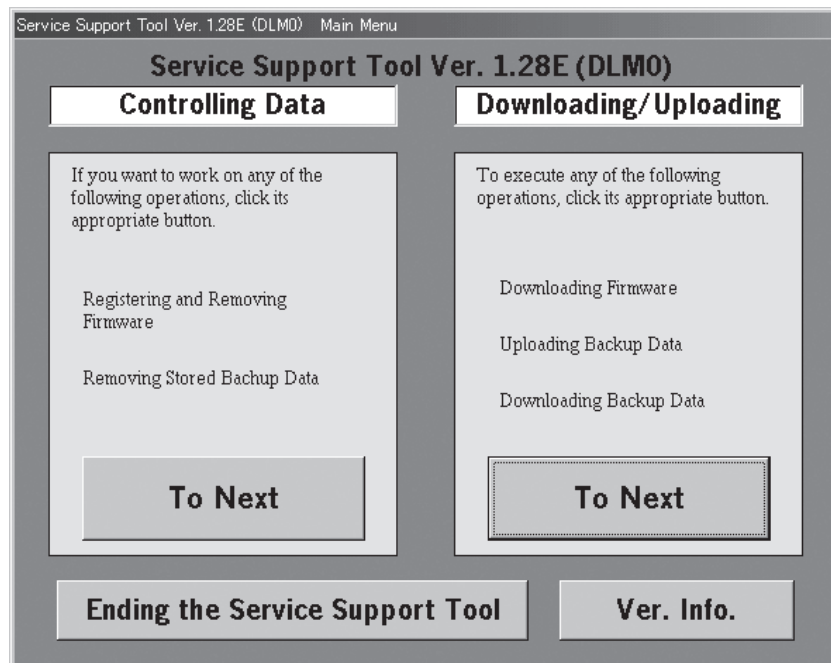 Service Support Tool Ver. 1.28E (DLM0)   Main Menu
Service Support Tool Ver. 1.28E (DLM0)
Controlling Data
If you want to work on any of the
following operations, click its
appropriate button.
Registering and Removing
Firmware
Removing Stored Bachup Data
To Next
Downloading/Uploading
To execute any of the following
operations, click its appropriate button.
Downloading Firmware
Uploading Backup Data
Downloading Backup Data
To Next
Ending the Service Support Tool
Ver. Info.